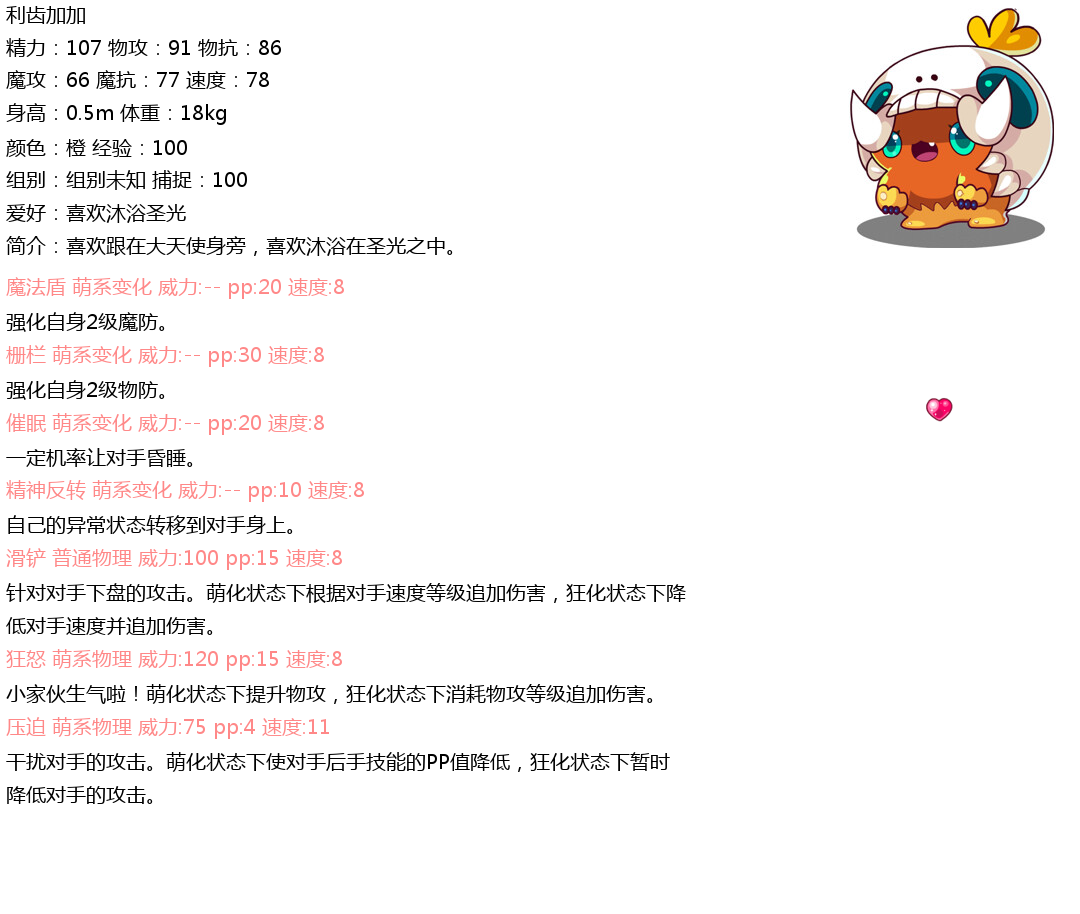 利齿加加
精力：107 物攻：91 物抗：86
魔攻：66 魔抗：77 速度：78
身高：0.5m 体重：18kg
颜色：橙 经验：100
组别：组别未知 捕捉：100
爱好：喜欢沐浴圣光
简介：喜欢跟在大天使身旁，喜欢沐浴在圣光之中。
魔法盾 萌系变化 威力:-- pp:20 速度:8
强化自身2级魔防。
栅栏 萌系变化 威力:-- pp:30 速度:8
强化自身2级物防。
催眠 萌系变化 威力:-- pp:20 速度:8
一定机率让对手昏睡。
精神反转 萌系变化 威力:-- pp:10 速度:8
自己的异常状态转移到对手身上。
滑铲 普通物理 威力:100 pp:15 速度:8
针对对手下盘的攻击。萌化状态下根据对手速度等级追加伤害，狂化状态下降
低对手速度并追加伤害。
狂怒 萌系物理 威力:120 pp:15 速度:8
小家伙生气啦！萌化状态下提升物攻，狂化状态下消耗物攻等级追加伤害。
压迫 萌系物理 威力:75 pp:4 速度:11
干扰对手的攻击。萌化状态下使对手后手技能的PP值降低，狂化状态下暂时
降低对手的攻击。